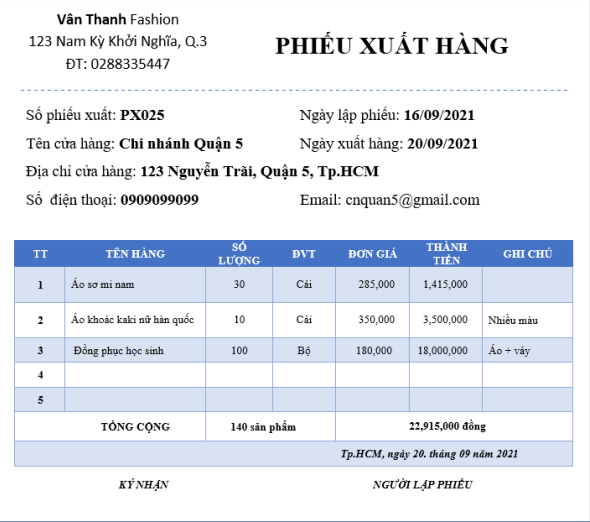 Vân Thanh Fashion
123 Nam Kỳ Khởi Nghĩa, Q.3
ĐT: 0288335447
PHIẾU XUẤT HÀNG
Số phiếu xuất: PX025 Ngày lập phiếu: 16/09/2021
Tên cửa hàng: Chi nhánh Quận 5 Ngày xuất hàng: 20/09/2021
Địa chỉ cửa hàng: 123 Nguyễn Trãi, Quận 5, Tp.HCM
Số điện thoại: 0909099099 Email: cnquan5@gmail.com
TT TÊN HÀNG SỐ LƯỢNG ĐVT ĐƠN GIÁ THÀNH TIỀN GHI CHÚ
1 Áo sơ mi nam 30 Cái 285,000 1,415,000
2 Áo khoác kaki nữ hàn quốc 10 Cái 350,000 3,500,000 Nhiều màu
3 Đồng phục học sinh 100 Bộ 180,000 18,000,000 Áo + váy
4
5
TỔNG CỘNG 140 sản phẩm 22,915,000 đồng
Tp.HCM, ngày 20. tháng 09 năm 2021
KÝ NHẬN NGƯỜI LẬP PHIẾU